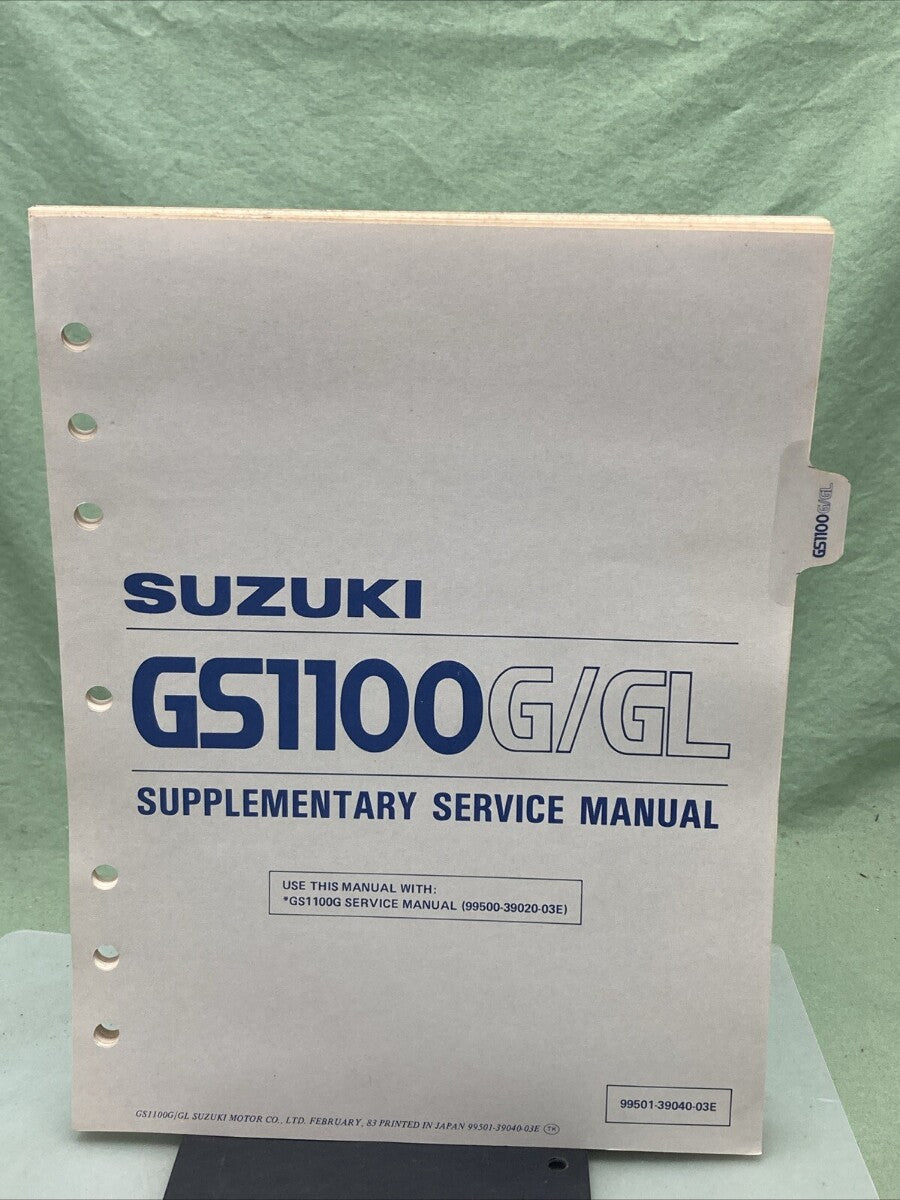 GS1100G/GL
SUZUKI
GS1100G/GL
SUPPLEMENTARY SERVICE MANUAL
USE THIS MANUAL WITH:
*GS1100G SERVICE MANUAL (99500-39020-03E)
99501-39040-03E
GS1100G/GL SUZUKI MOTOR CO., LTD. FEBRUARY, 83 PRINTED IN JAPAN 99501-39040-03E TK